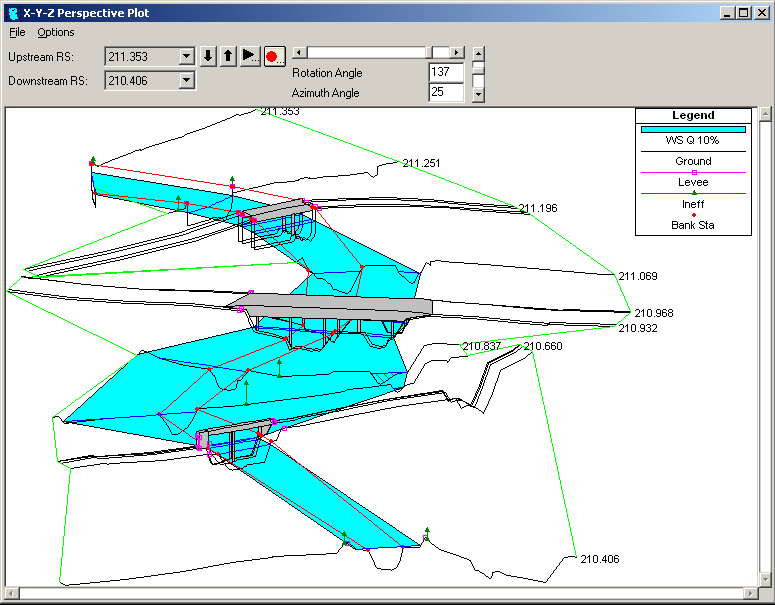 X-Y-Z Perspective Plot
File Options
Upstream RS: 211.353
Downstream RS: 210.406
Rotation Angle 137
Azimuth Angle 25
211.353
211.251
211.196
211.069
210.968
210.932
210.837 210.660
210.406
Legend
WS Q 10%
Ground
Levee
Ineff
Bank Sta